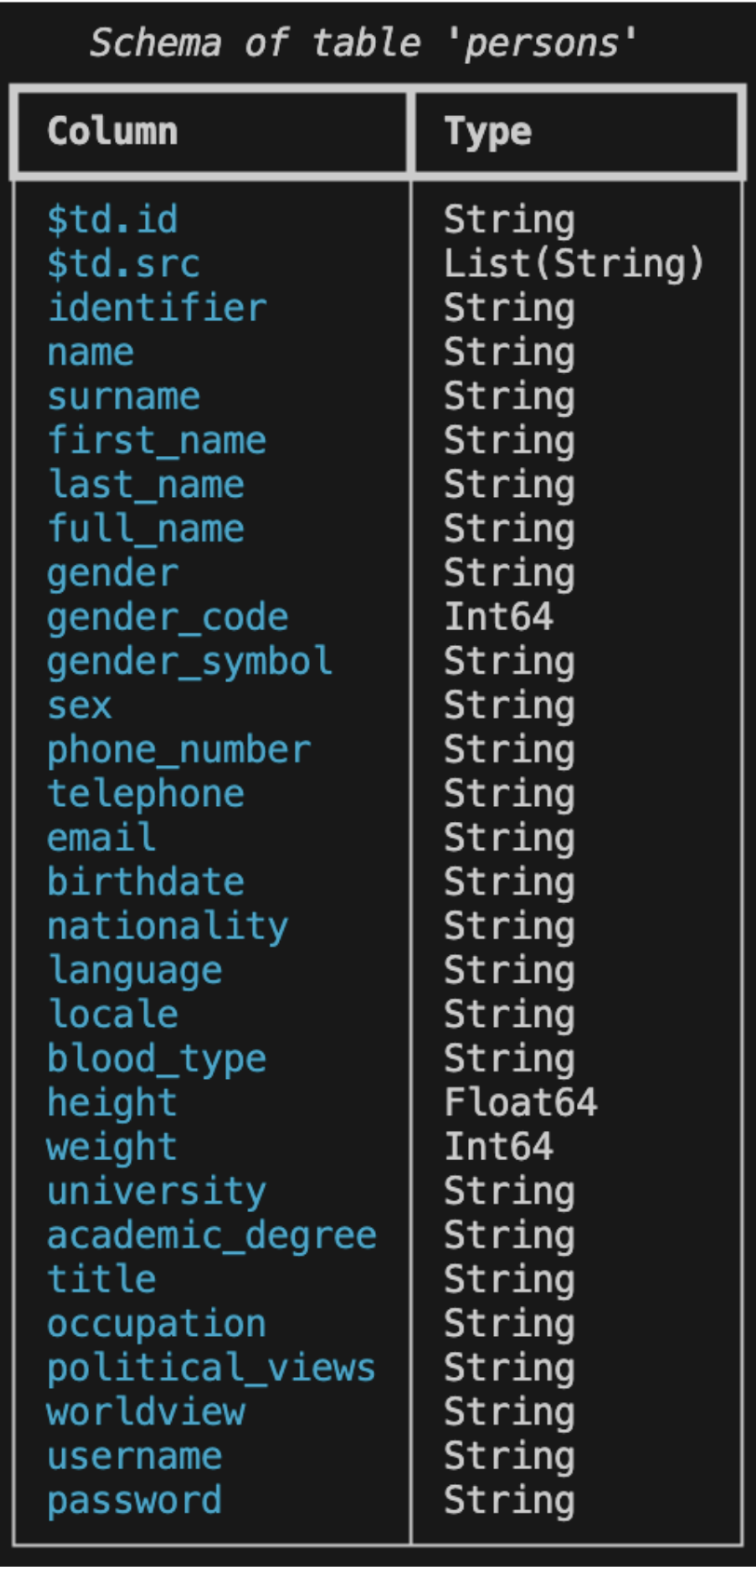 Schema of table 'persons'
Column Type
$td.id String
$td.src List(String)
identifier String
name String
surname String
first_name String
last_name String
full_name String
gender String
gender_code Int64
gender_symbol String
sex String
phone_number String
telephone String
email String
birthdate String
nationality String
language String
locale String
blood_type String
height Float64
weight Int64
university String
academic_degree String
title String
occupation String
political_views String
worldview String
username String
password String